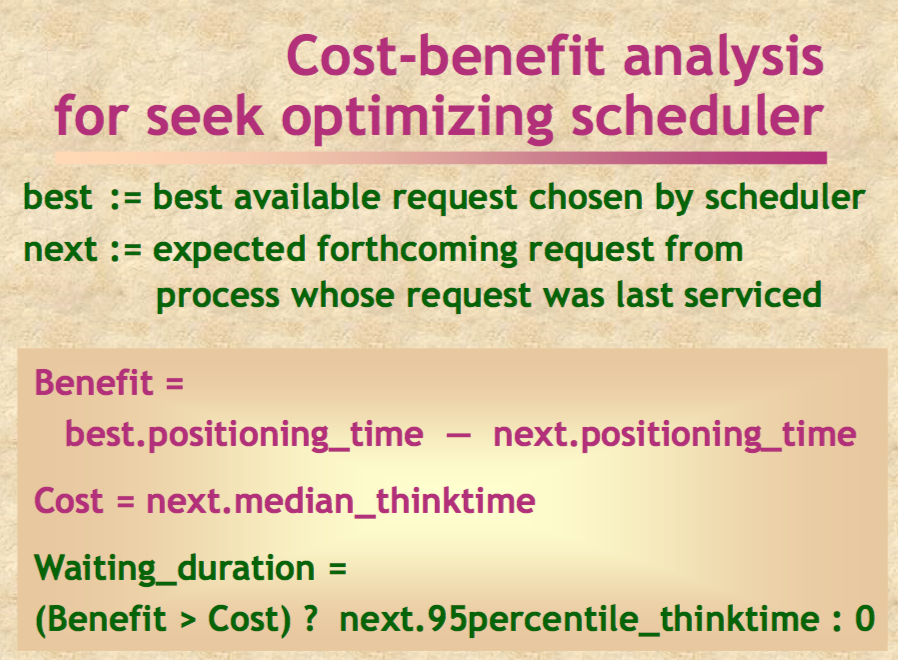 Cost-benefit analysis
for seek optimizing scheduler
best := best available request chosen by scheduler
next := expected forthcoming request from
process whose request was last serviced
Benefit =
best.positioning_time — next.positioning_time
Cost = next.median_thinktime
Waiting_duration =
(Benefit > Cost) ? next.95percentile_thinktime : 0